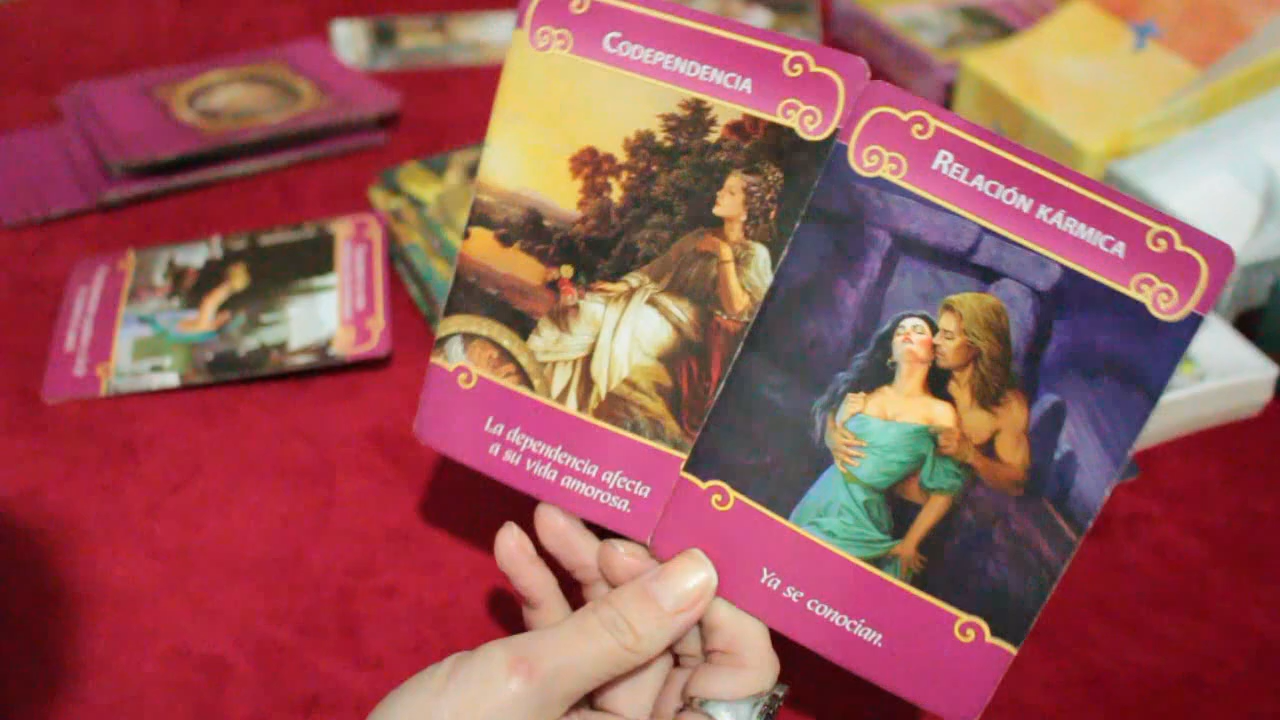 CODEPENDENCIA
La dependencia afecta
a su vida amorosa.
RELACIÓN KÁRMICA
Ya se conocían.